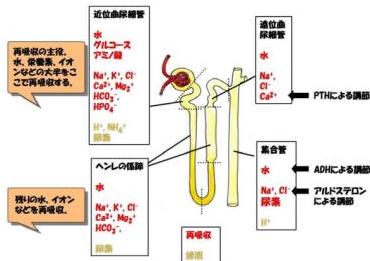 近位曲尿細管
水
グルコース
アミノ酸
Na⁺, K⁺, Cl⁻
Ca²⁺, Mg₂⁺
HCO₃⁻,
HPO₄⁻
H⁺, NH₄⁺
尿酸
再吸収の主役。
水、栄養素、イオ
ンなどの大半をこ
こで再吸収する。
ヘンレの係蹄
水
Na⁺, K⁺, Cl⁻
Ca²⁺, Mg₂⁺
HCO₃⁻,
尿素
残りの水、イオン
などを再吸収。
遠位曲
尿細管
水
Na⁺,
Cl⁻
Ca²⁺
PTHによる調節
集合管
水
Na⁺, Cl⁻
尿素
H⁺
ADHによる調節
アルドステロン
による調節
再吸収